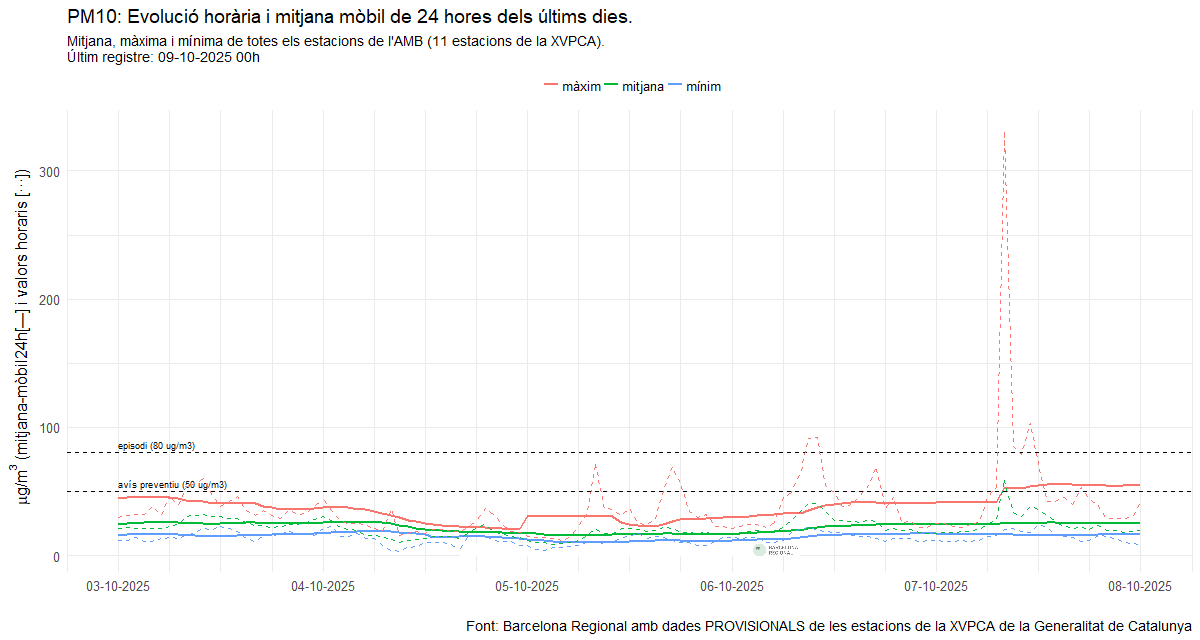 PM10: Evolució horària i mitjana mòbil de 24 hores dels últims dies.
Mitjana, màxima i mínima de totes els estacions de l'AMB (11 estacions de la XVPCA).
Últim registre: 09-10-2025 00h
màxim mitjana mínim
µg/m³ (mitjana-mòbil24h[—] i valors horaris [···])
300
200
100
0
episodi (80 ug/m3)
avís preventiu (50 ug/m3)
BARCELONA
REGIONAL
03-10-2025 04-10-2025 05-10-2025 06-10-2025 07-10-2025 08-10-2025
Font: Barcelona Regional amb dades PROVISIONALS de les estacions de la XVPCA de la Generalitat de Catalunya